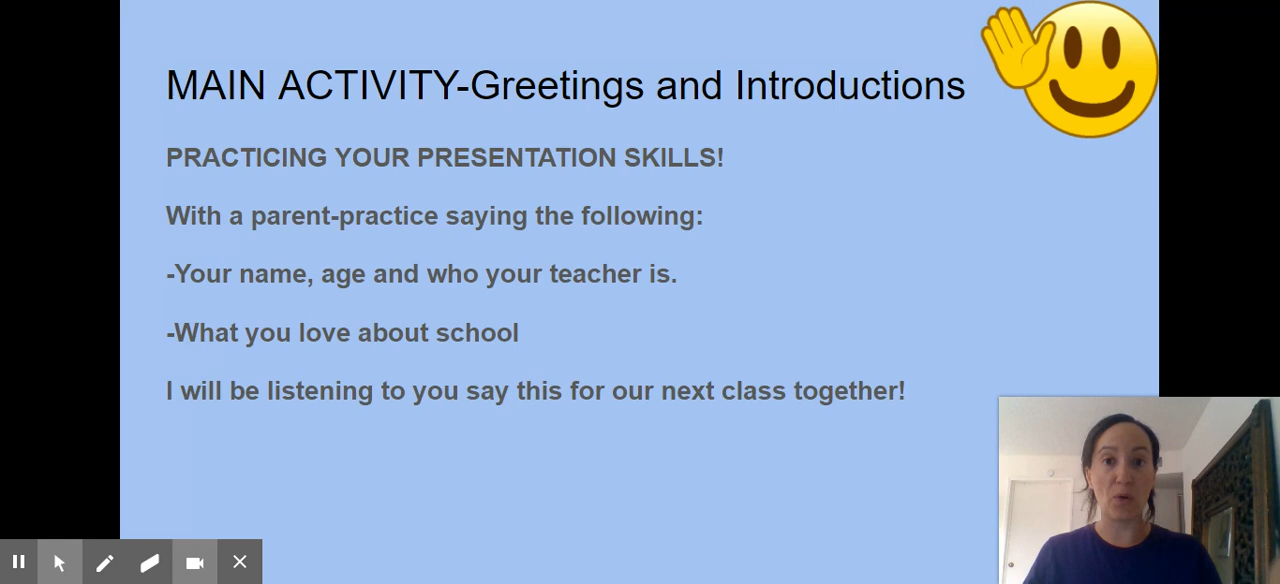 MAIN ACTIVITY-Greetings and Introductions
PRACTICING YOUR PRESENTATION SKILLS!
With a parent-practice saying the following:
-Your name, age and who your teacher is.
-What you love about school
I will be listening to you say this for our next class together!